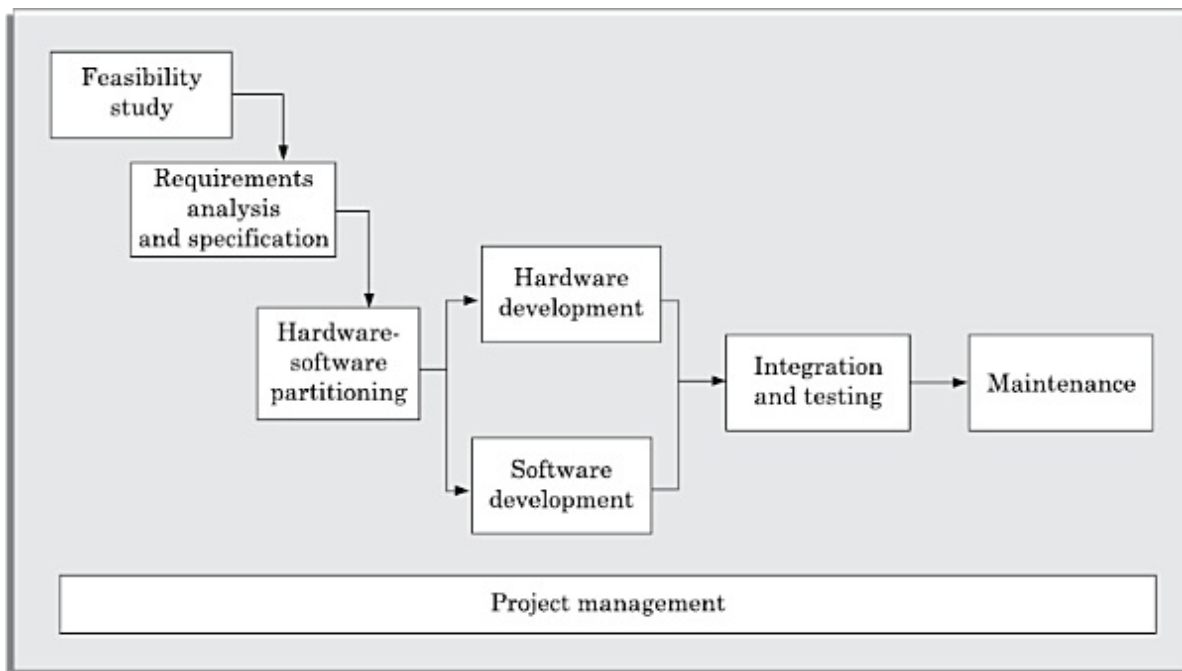 Feasibility
study
Requirements
analysis
and specification
Hardware-
software
partitioning
Hardware
development
Software
development
Integration
and testing
Maintenance
Project management